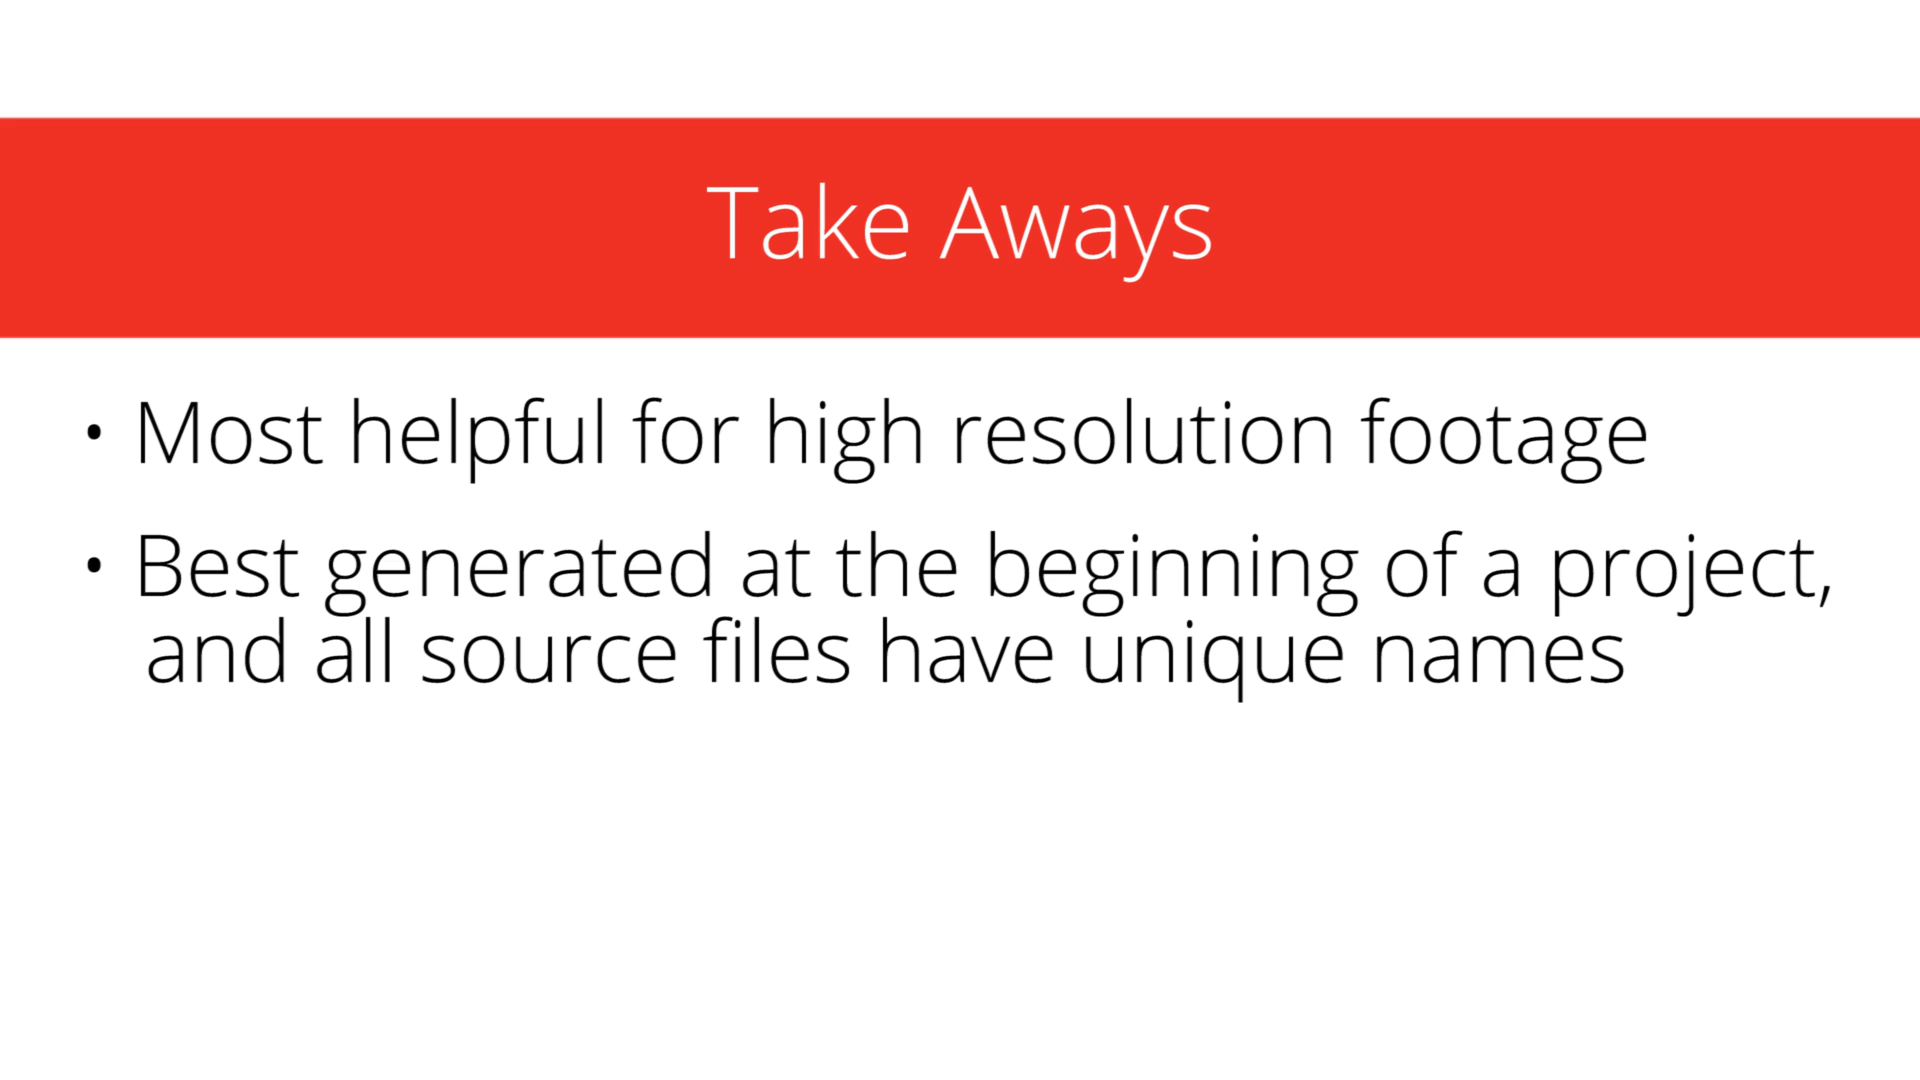 Take Aways
• Most helpful for high resolution footage
• Best generated at the beginning of a project,
and all source files have unique names